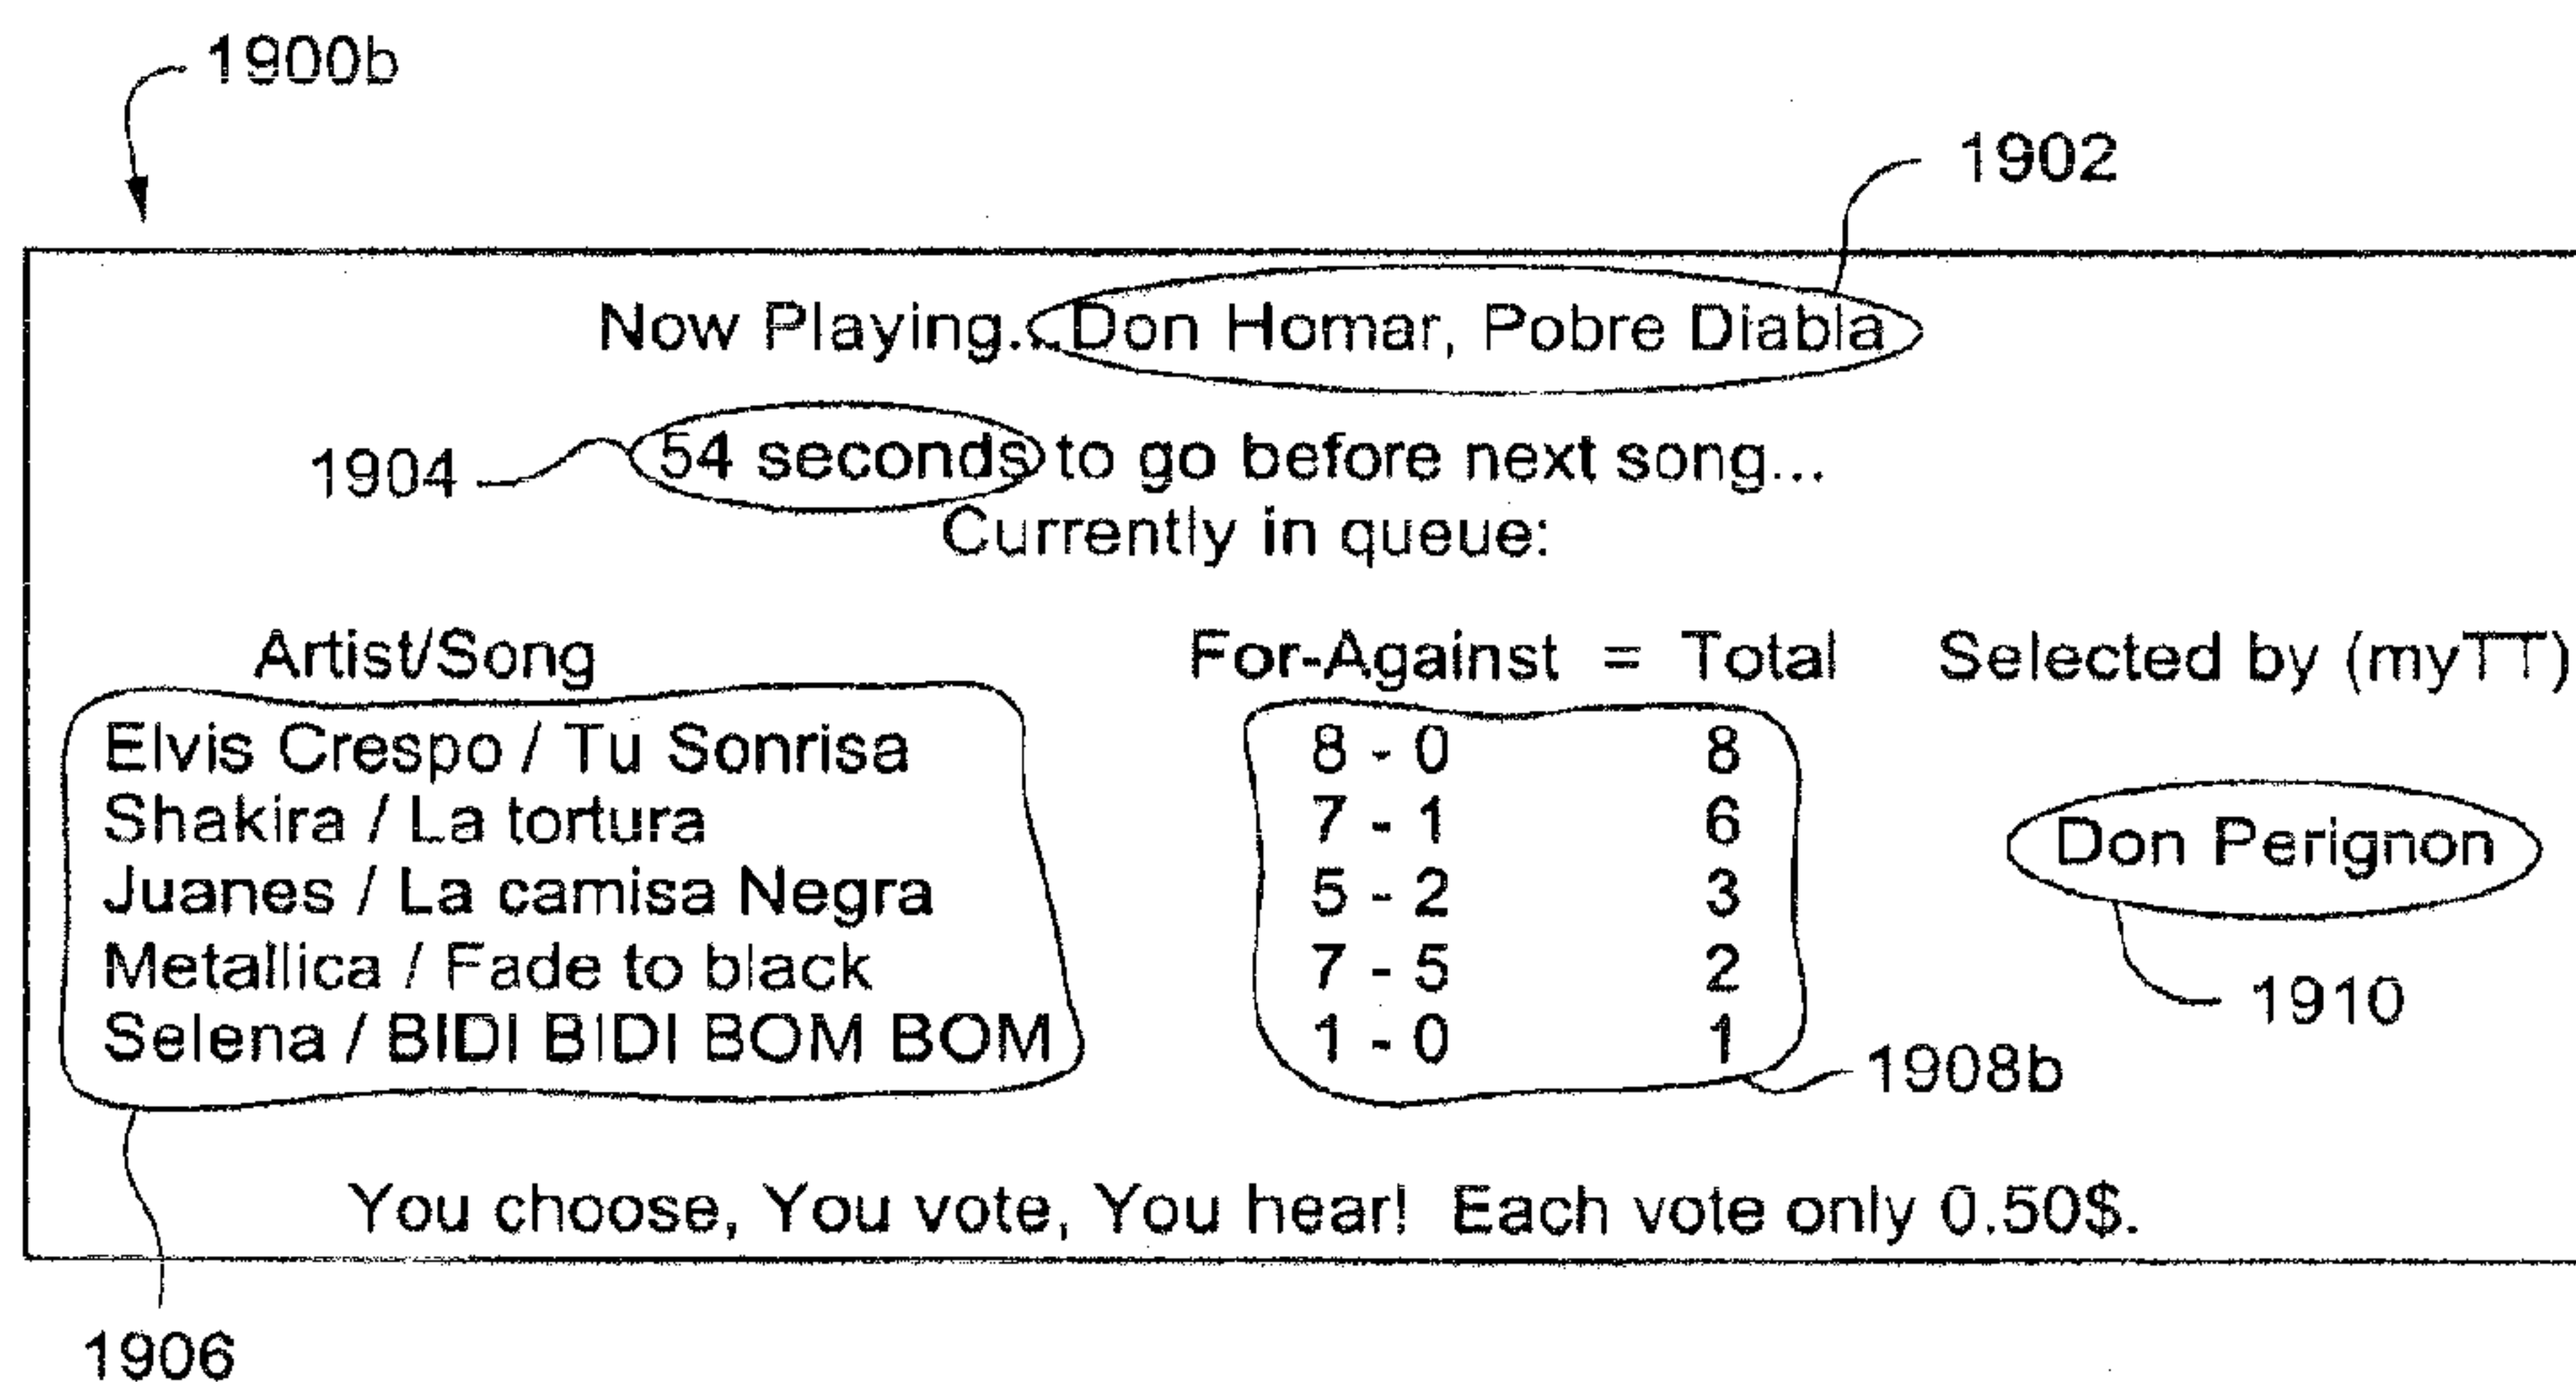 1900b
1902
Now Playing...Don Homar, Pobre Diabla
1904
54 seconds to go before next song...
Currently in queue:
Artist/Song For-Against = Total Selected by (myTT)
Elvis Crespo / Tu Sonrisa 8 - 0 8
Shakira / La tortura 7 - 1 6
Don Perignon
Juanes / La camisa Negra 5 - 2 3
Metallica / Fade to black 7 - 5 2
1910
Selena / BIDI BIDI BOM BOM 1 - 0 1
1908b
You choose, You vote, You hear! Each vote only 0.50$.
1906